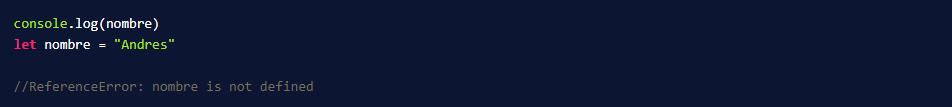 console.log(nombre)
let nombre = "Andres"
//ReferenceError: nombre is not defined